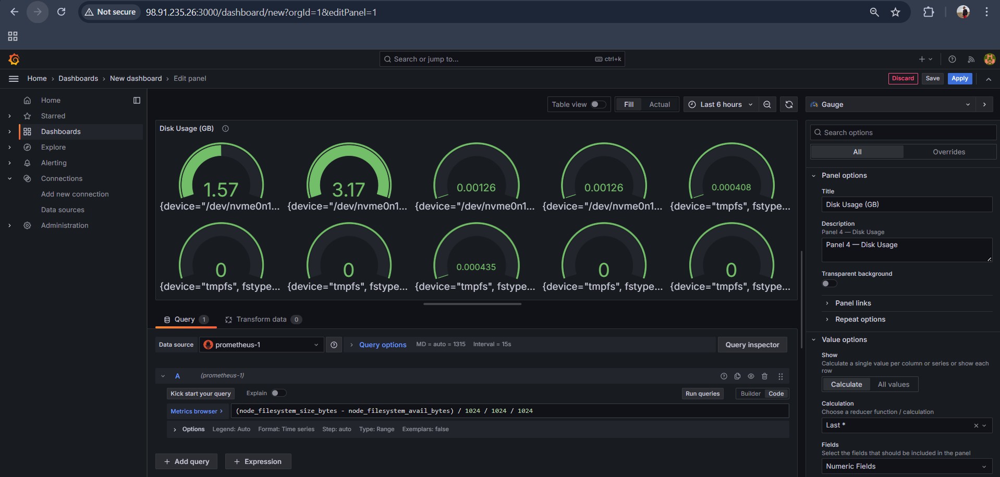 Not secure
98.91.235.26:3000/dashboard/new?orgId=1&editPanel=1
Search or jump to...
ctrl+k
Home › Dashboards › New dashboard › Edit panel
Discard
Save
Apply
Home
Starred
Dashboards
Explore
Alerting
Connections
Add new connection
Data sources
Administration
Table view
Fill
Actual
Last 6 hours
Disk Usage (GB)
1.57
3.17
0.00126
0.00126
0.000408
{device="/dev/nvme0n1...
{device="/dev/nvme0n1...
{device="/dev/nvme0n1...
{device="/dev/nvme0n1...
{device="tmpfs", fstype...
0
0
0.000435
0
0
{device="tmpfs", fstype...
{device="tmpfs", fstype...
{device="tmpfs", fstype...
{device="tmpfs", fstype...
{device="tmpfs", fstype...
Query 1
Transform data 0
Data source
prometheus-1
Query options
MD = auto = 1315
Interval = 15s
Query inspector
A
(prometheus-1)
Kick start your query
Explain
Run queries
Builder
Code
Metrics browser ›
(node_filesystem_size_bytes - node_filesystem_avail_bytes) / 1024 / 1024 / 1024
Options
Legend: Auto
Format: Time series
Step: auto
Type: Range
Exemplars: false
+ Add query
+ Expression
Gauge
Search options
All
Overrides
Panel options
Title
Disk Usage (GB)
Description
Panel 4 — Disk Usage
Panel 4 — Disk Usage
Transparent background
Panel links
Repeat options
Value options
Show
Calculate a single value per column or series or show each
row
Calculate
All values
Calculation
Choose a reducer function / calculation
Last *
Fields
Select the fields that should be included in the panel
Numeric Fields